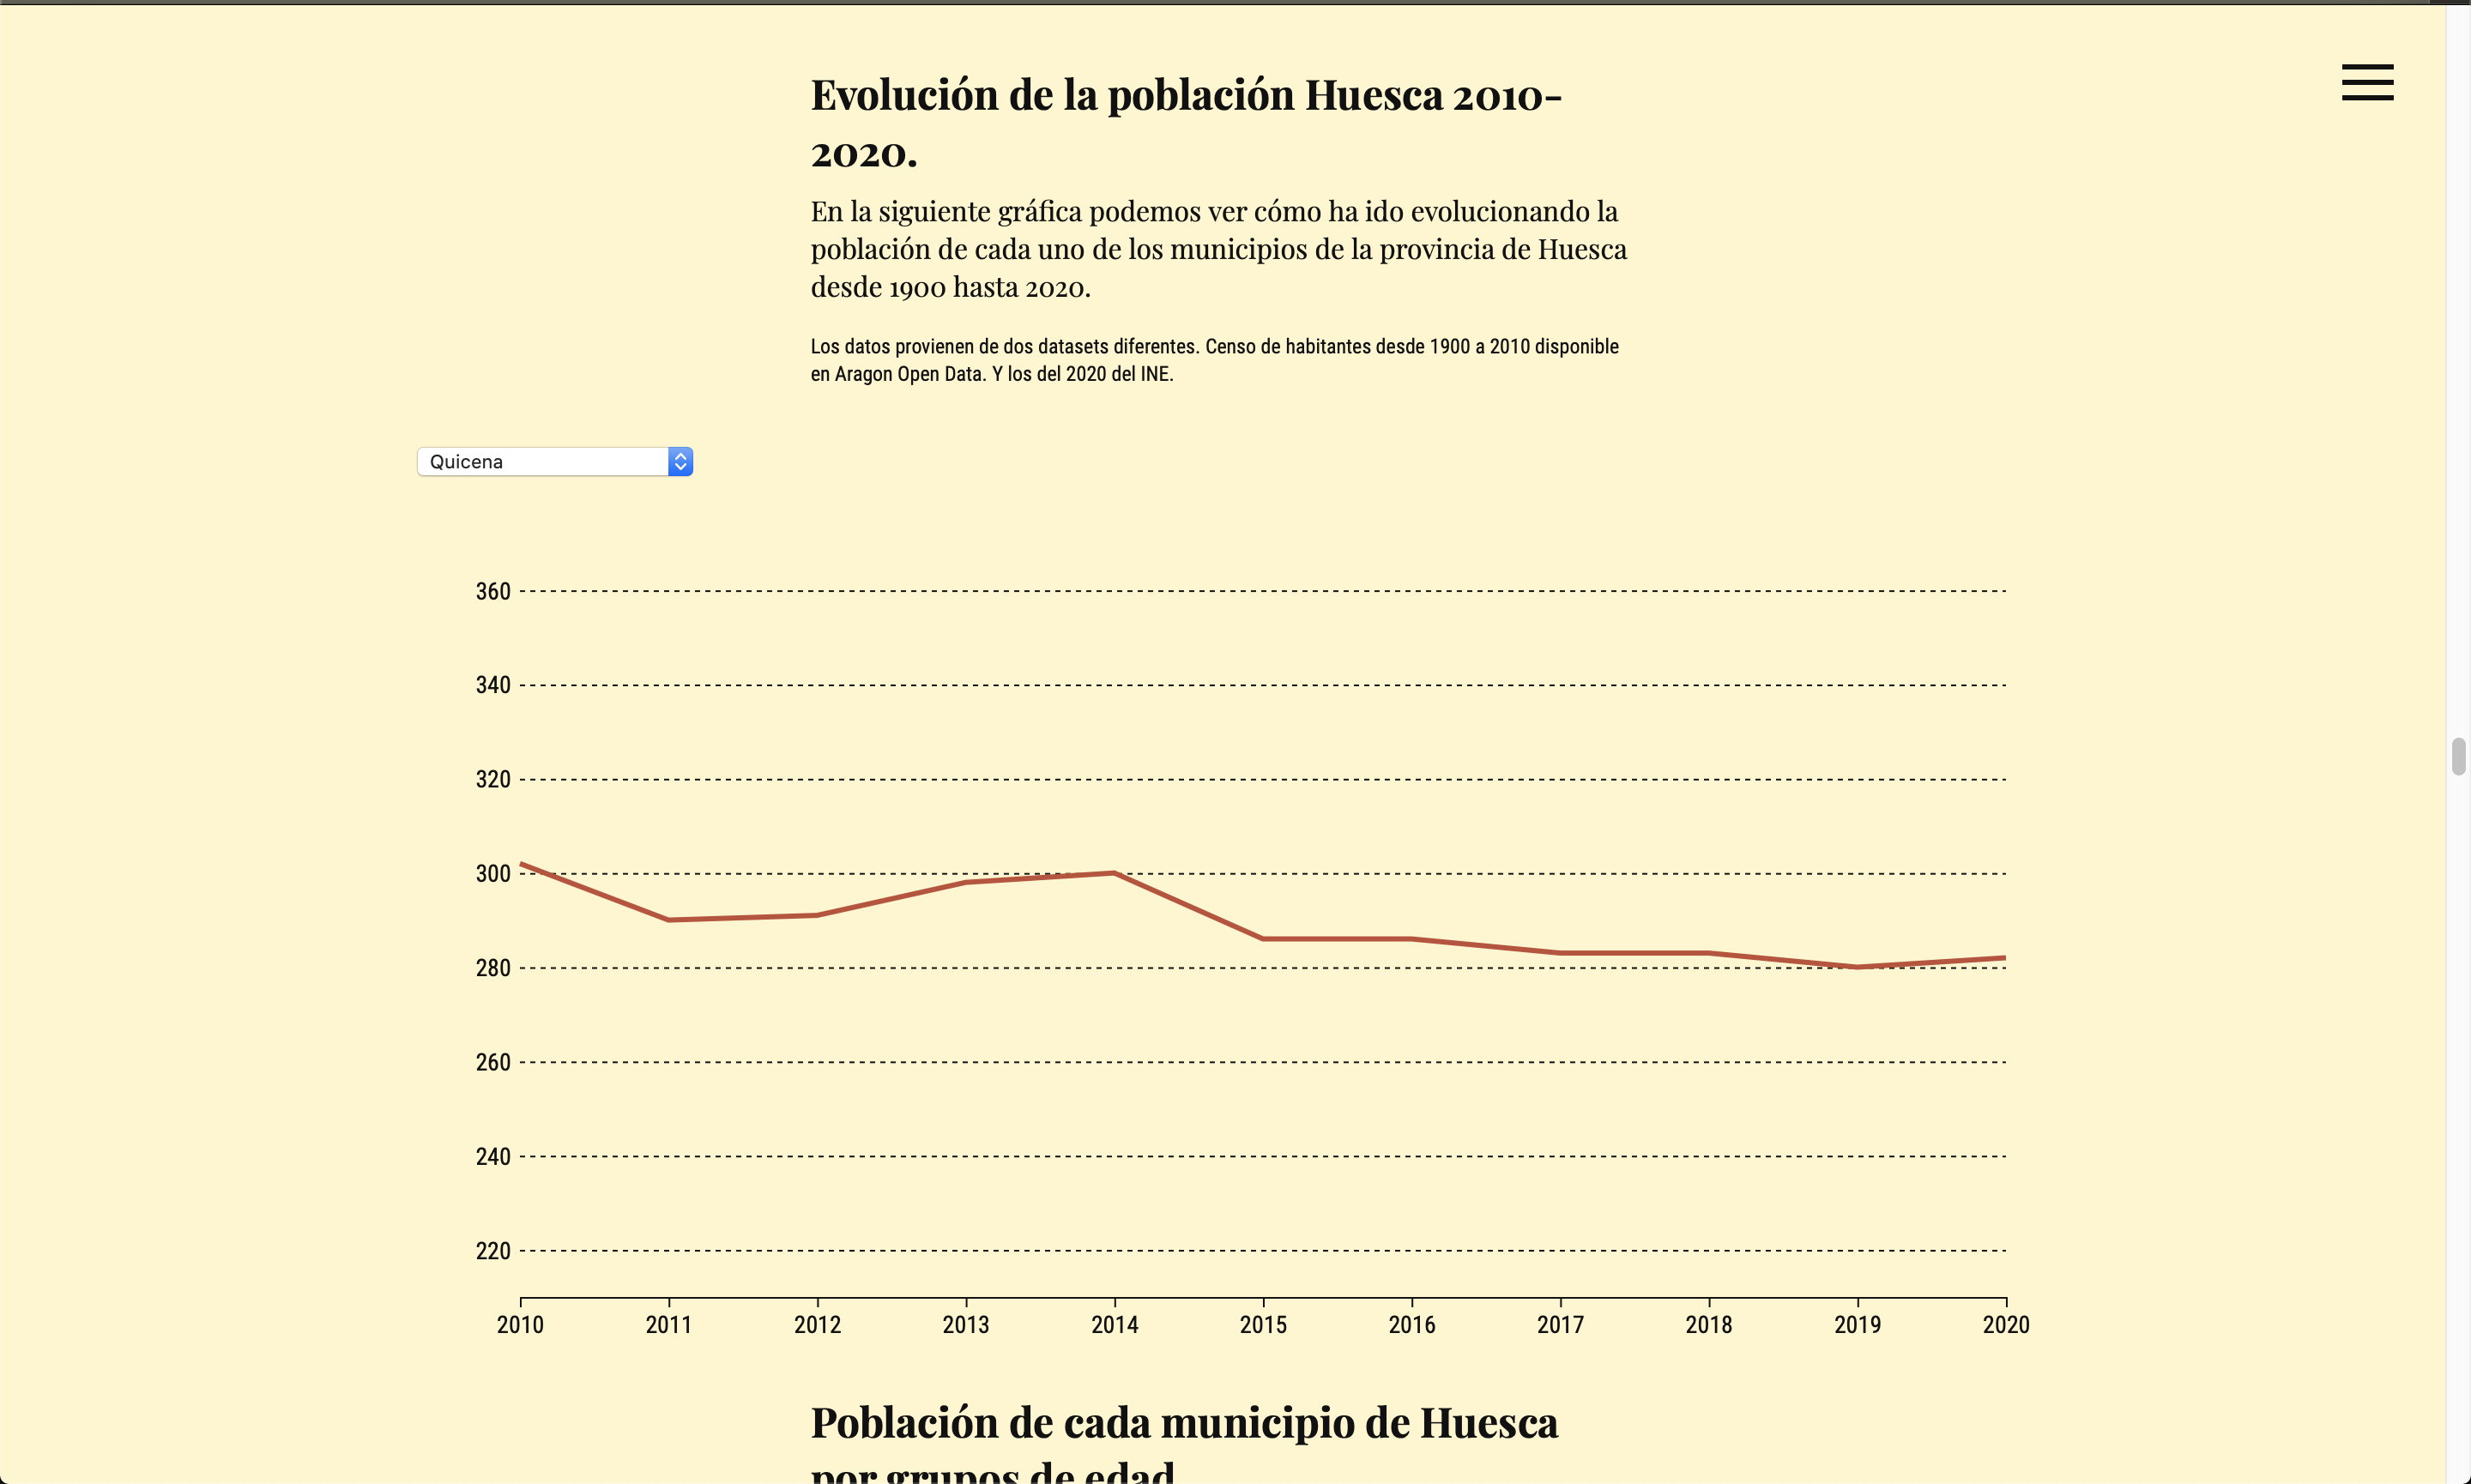 Evolución de la población Huesca 2010-
2020.
En la siguiente gráfica podemos ver cómo ha ido evolucionando la
población de cada uno de los municipios de la provincia de Huesca
desde 1900 hasta 2020.
Los datos provienen de dos datasets diferentes. Censo de habitantes desde 1900 a 2010 disponible
en Aragon Open Data. Y los del 2020 del INE.
Quicena
360
340
320
300
280
260
240
220
2010 2011 2012 2013 2014 2015 2016 2017 2018 2019 2020
Población de cada municipio de Huesca
por grupos de edad